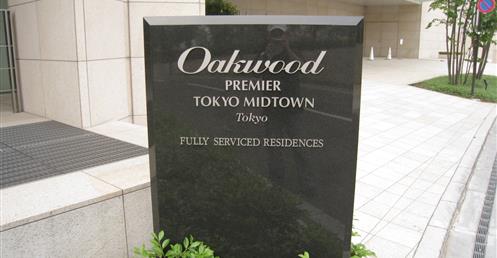 Oakwood
PREMIER
TOKYO MIDTOWN
Tokyo
FULLY SERVICED RESIDENCES